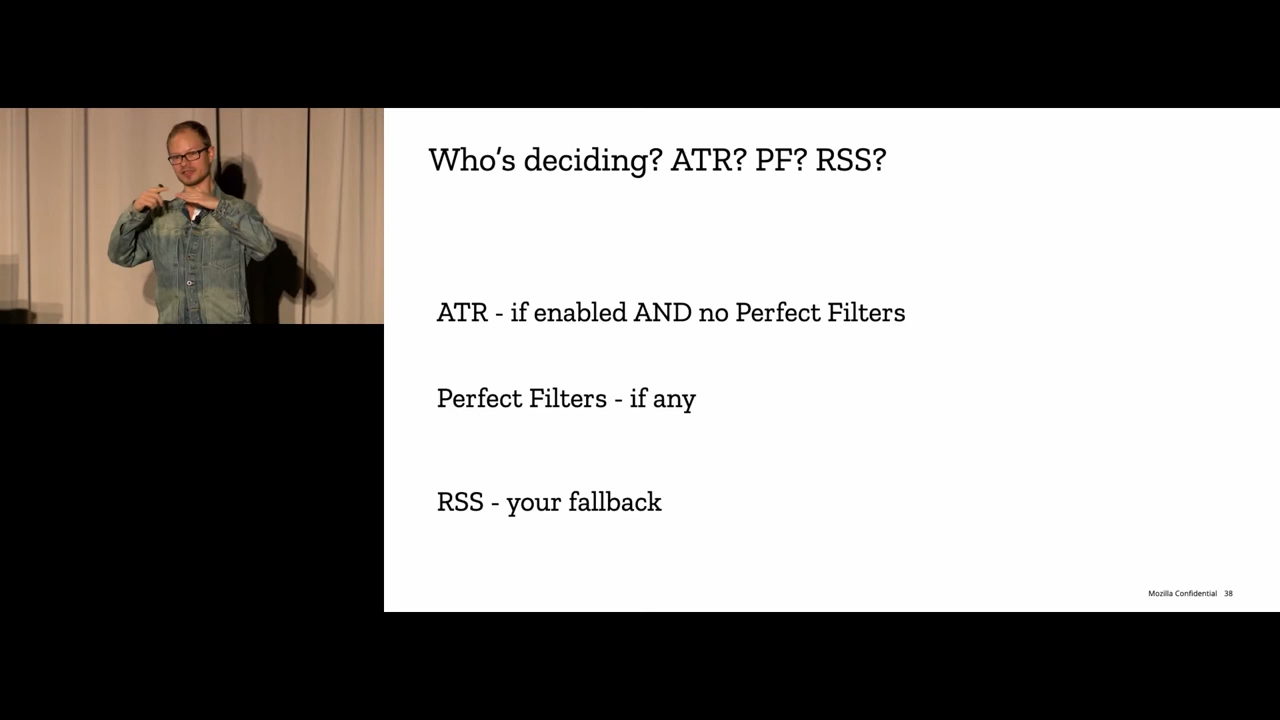 Who's deciding? ATR? PF? RSS?
ATR - if enabled AND no Perfect Filters
Perfect Filters - if any
RSS - your fallback
Mozilla Confidential 38